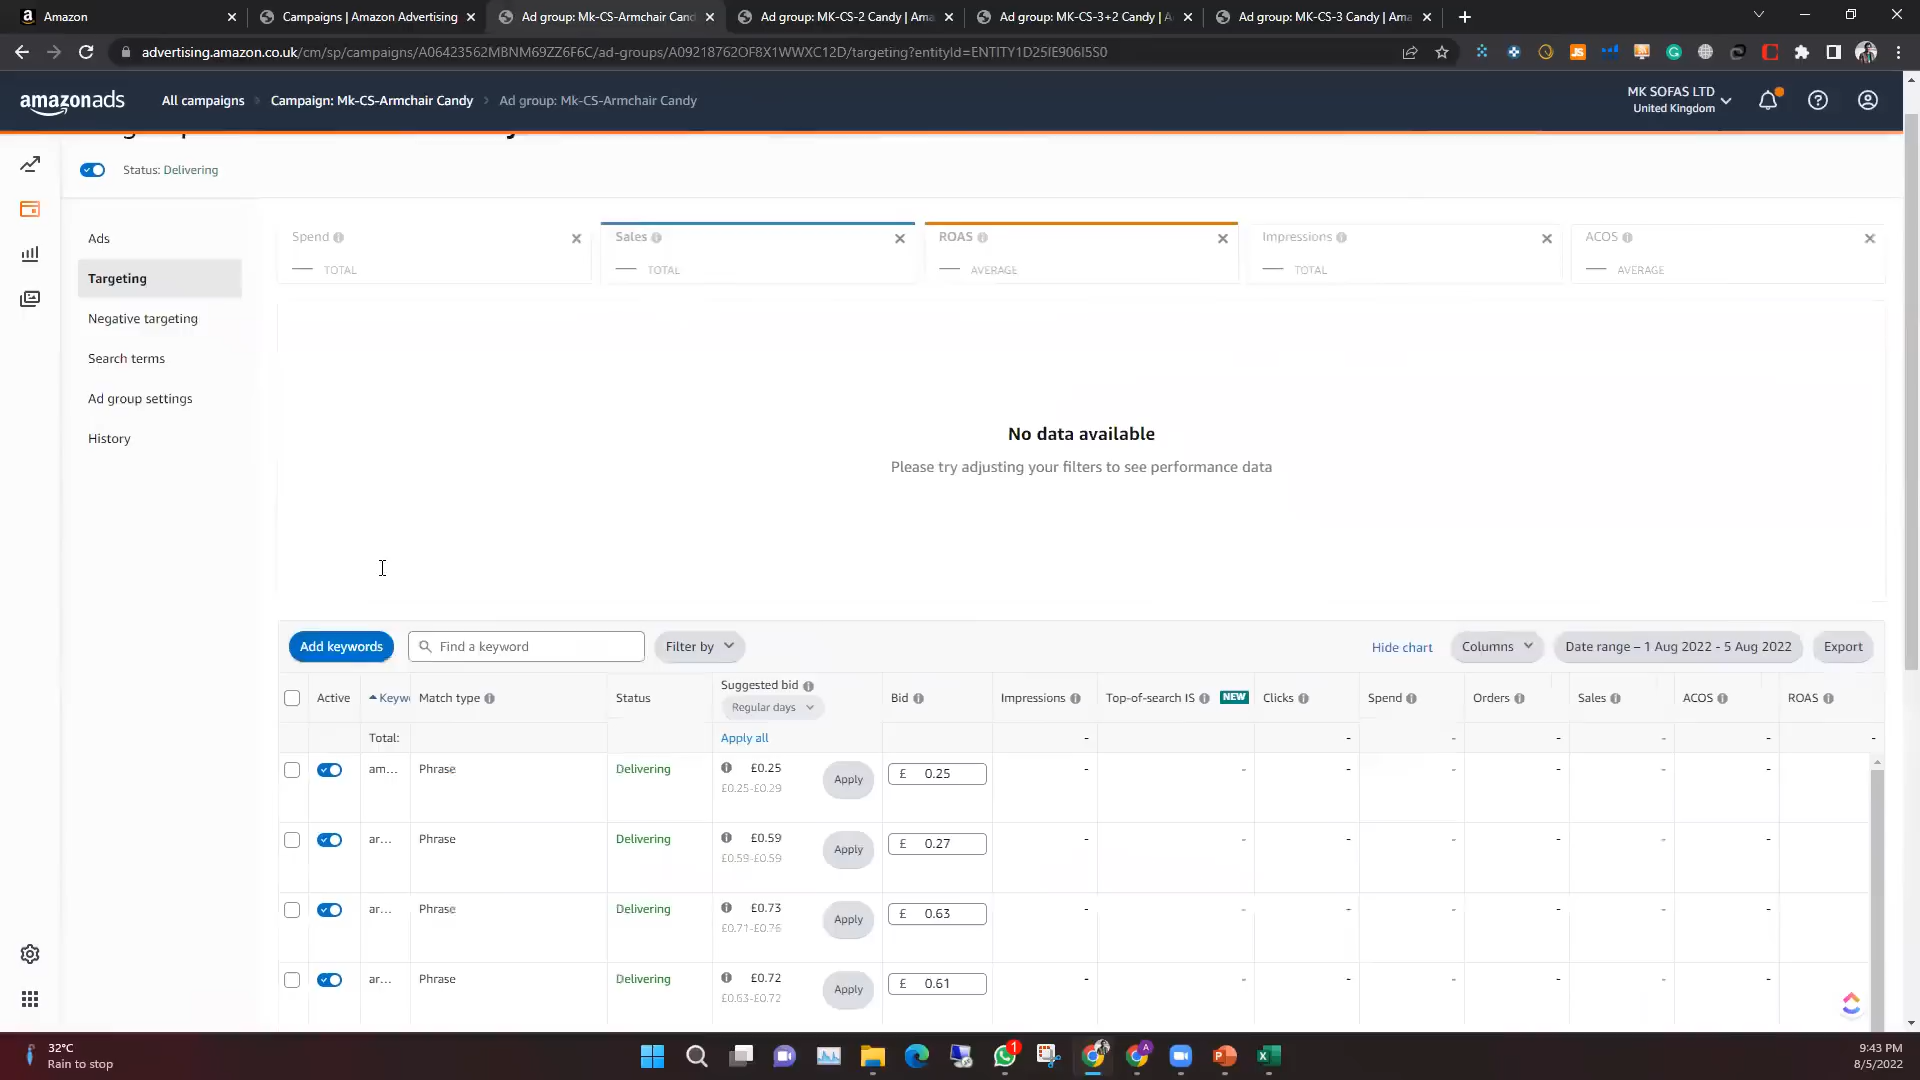 Amazon
Campaigns | Amazon Advertising
Ad group: Mk-CS-Armchair Cand
Ad group: MK-CS-2 Candy | Ama
Ad group: MK-CS-3+2 Candy | A
Ad group: MK-CS-3 Candy | Ama
advertising.amazon.co.uk/cm/sp/campaigns/A06423562MBNM69ZZ6F6C/ad-groups/A09218762OF8X1WWXC12D/targeting?entityId=ENTITY1D25IE906I5S0
amazonads
All campaigns
Campaign: Mk-CS-Armchair Candy
Ad group: Mk-CS-Armchair Candy
MK SOFAS LTD
United Kingdom
Status: Delivering
Ads
Targeting
Negative targeting
Search terms
Ad group settings
History
Spend
TOTAL
Sales
TOTAL
ROAS
AVERAGE
Impressions
TOTAL
ACOS
AVERAGE
No data available
Please try adjusting your filters to see performance data
Add keywords
Find a keyword
Filter by
Hide chart
Columns
Date range – 1 Aug 2022 - 5 Aug 2022
Export
Active
Keyw
Match type
Status
Suggested bid
Regular days
Bid
Impressions
Top-of-search IS NEW
Clicks
Spend
Orders
Sales
ACOS
ROAS
Total:
Apply all
- - - - - - -
am... Phrase Delivering £0.25 Apply £ 0.25 - - - - - - -
£0.25-£0.29
ar... Phrase Delivering £0.59 Apply £ 0.27 - - - - - - -
£0.59-£0.59
ar... Phrase Delivering £0.73 Apply £ 0.63 - - - - - - -
£0.71-£0.76
ar... Phrase Delivering £0.72 Apply £ 0.61 - - - - - - -
£0.63-£0.72
32°C
Rain to stop
1
9:43 PM
8/5/2022